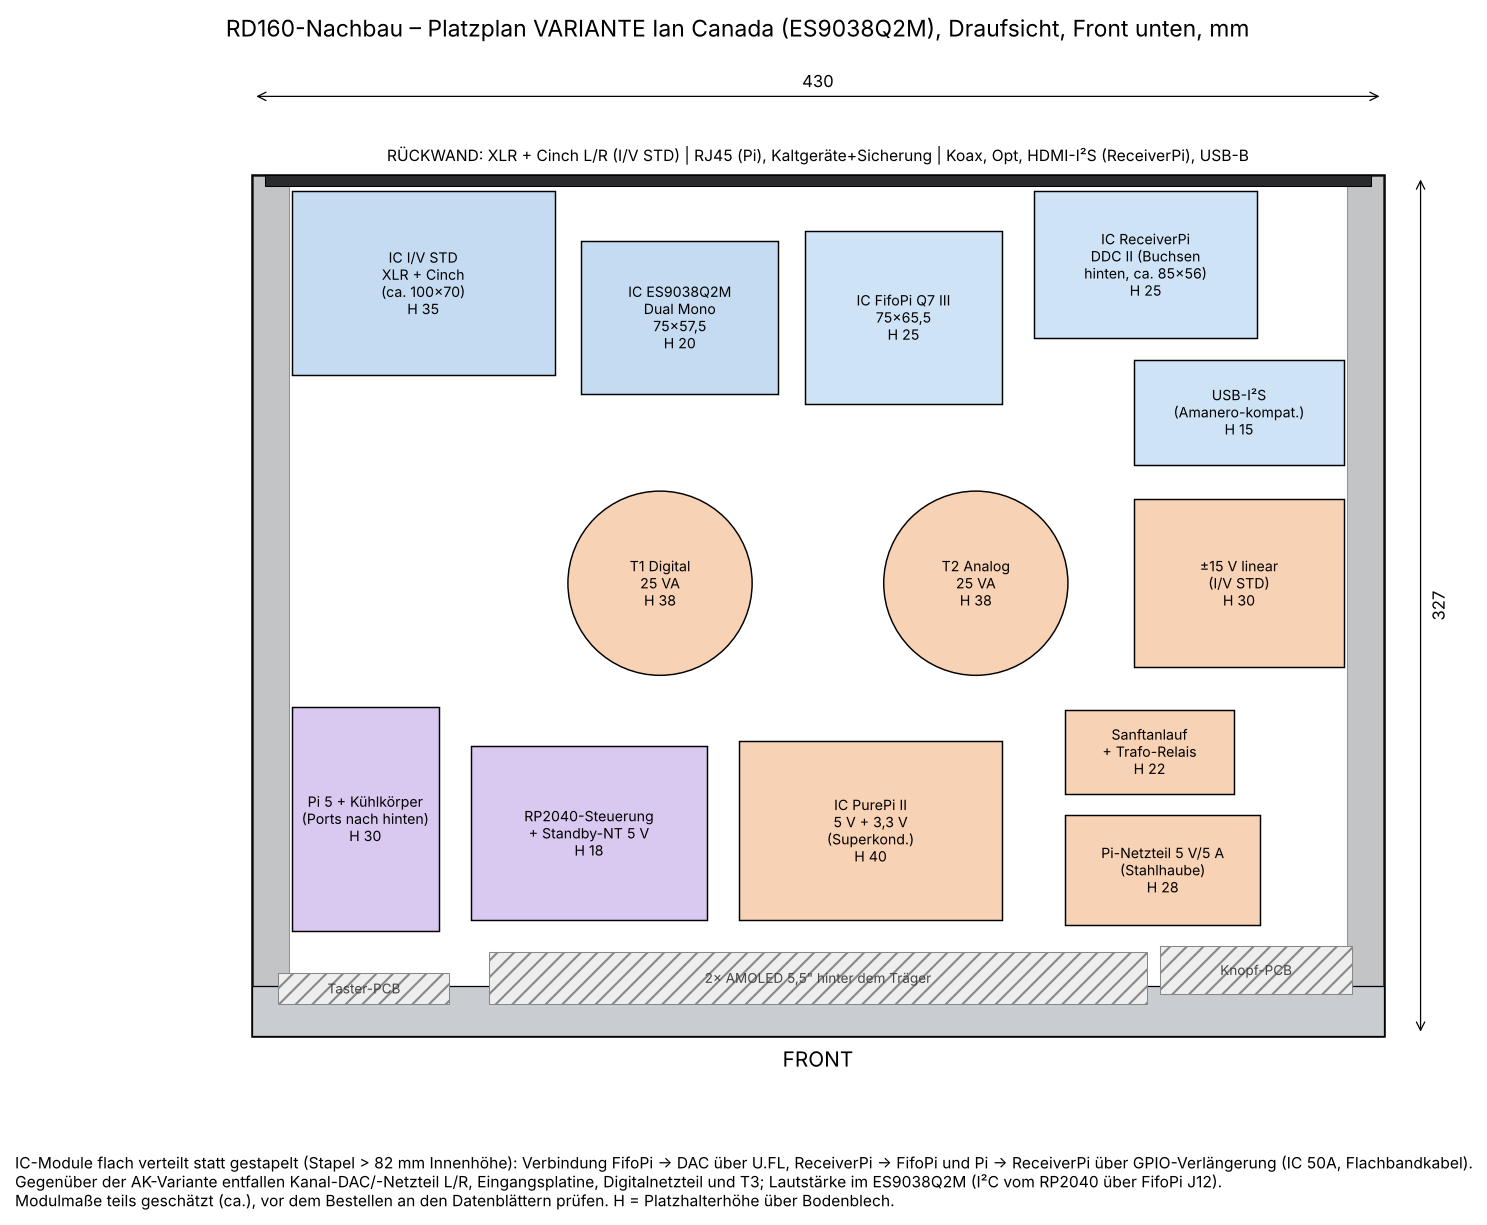 RD160-Nachbau – Platzplan VARIANTE Ian Canada (ES9038Q2M), Draufsicht, Front unten, mm
430
RÜCKWAND: XLR + Cinch L/R (I/V STD) | RJ45 (Pi), Kaltgeräte+Sicherung | Koax, Opt, HDMI-I²S (ReceiverPi), USB-B
IC I/V STD
XLR + Cinch
(ca. 100×70)
H 35
IC ES9038Q2M
Dual Mono
75×57,5
H 20
IC FifoPi Q7 III
75×65,5
H 25
IC ReceiverPi
DDC II (Buchsen
hinten, ca. 85×56)
H 25
USB-I²S
(Amanero-kompat.)
H 15
T1 Digital
25 VA
H 38
T2 Analog
25 VA
H 38
±15 V linear
(I/V STD)
H 30
327
Pi 5 + Kühlkörper
(Ports nach hinten)
H 30
RP2040-Steuerung
+ Standby-NT 5 V
H 18
IC PurePi II
5 V + 3,3 V
(Superkond.)
H 40
Sanftanlauf
+ Trafo-Relais
H 22
Pi-Netzteil 5 V/5 A
(Stahlhaube)
H 28
Taster-PCB
2× AMOLED 5,5" hinter dem Träger
Knopf-PCB
FRONT
IC-Module flach verteilt statt gestapelt (Stapel > 82 mm Innenhöhe): Verbindung FifoPi → DAC über U.FL, ReceiverPi → FifoPi und Pi → ReceiverPi über GPIO-Verlängerung (IC 50A, Flachbandkabel).
Gegenüber der AK-Variante entfallen Kanal-DAC/-Netzteil L/R, Eingangsplatine, Digitalnetzteil und T3; Lautstärke im ES9038Q2M (I²C vom RP2040 über FifoPi J12).
Modulmaße teils geschätzt (ca.), vor dem Bestellen an den Datenblättern prüfen. H = Platzhalterhöhe über Bodenblech.